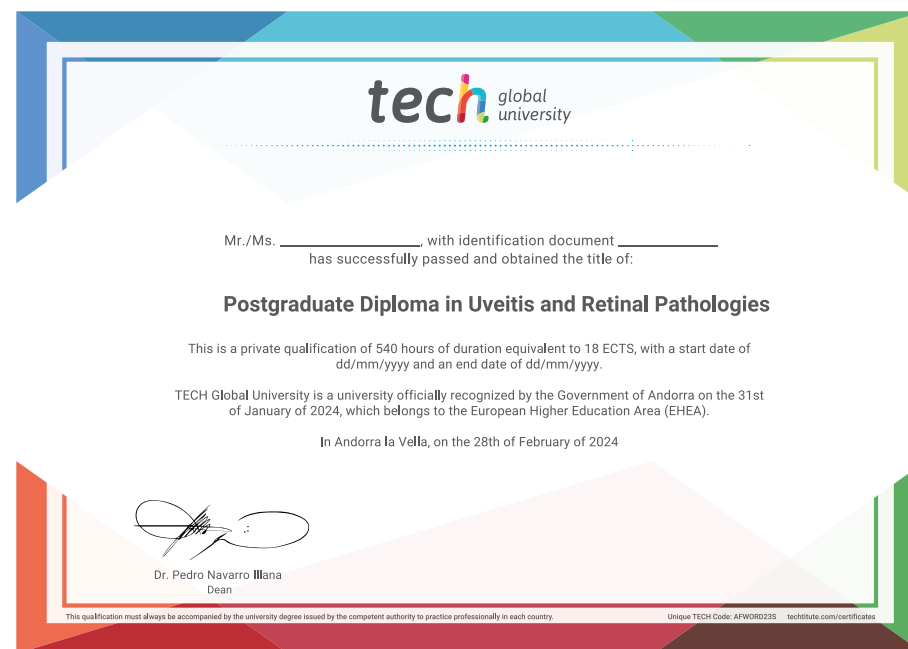 tech global university
Mr./Ms. ____________, with identification document ____________
has successfully passed and obtained the title of:
Postgraduate Diploma in Uveitis and Retinal Pathologies
This is a private qualification of 540 hours of duration equivalent to 18 ECTS, with a start date of
dd/mm/yyyy and an end date of dd/mm/yyyy.
TECH Global University is a university officially recognized by the Government of Andorra on the 31st
of January of 2024, which belongs to the European Higher Education Area (EHEA).
In Andorra la Vella, on the 28th of February of 2024
Dr. Pedro Navarro Illana
Dean
This qualification must always be accompanied by the university degree issued by the competent authority to practice professionally in each country.
Unique TECH Code: AFWORD23S techtitute.com/certificates